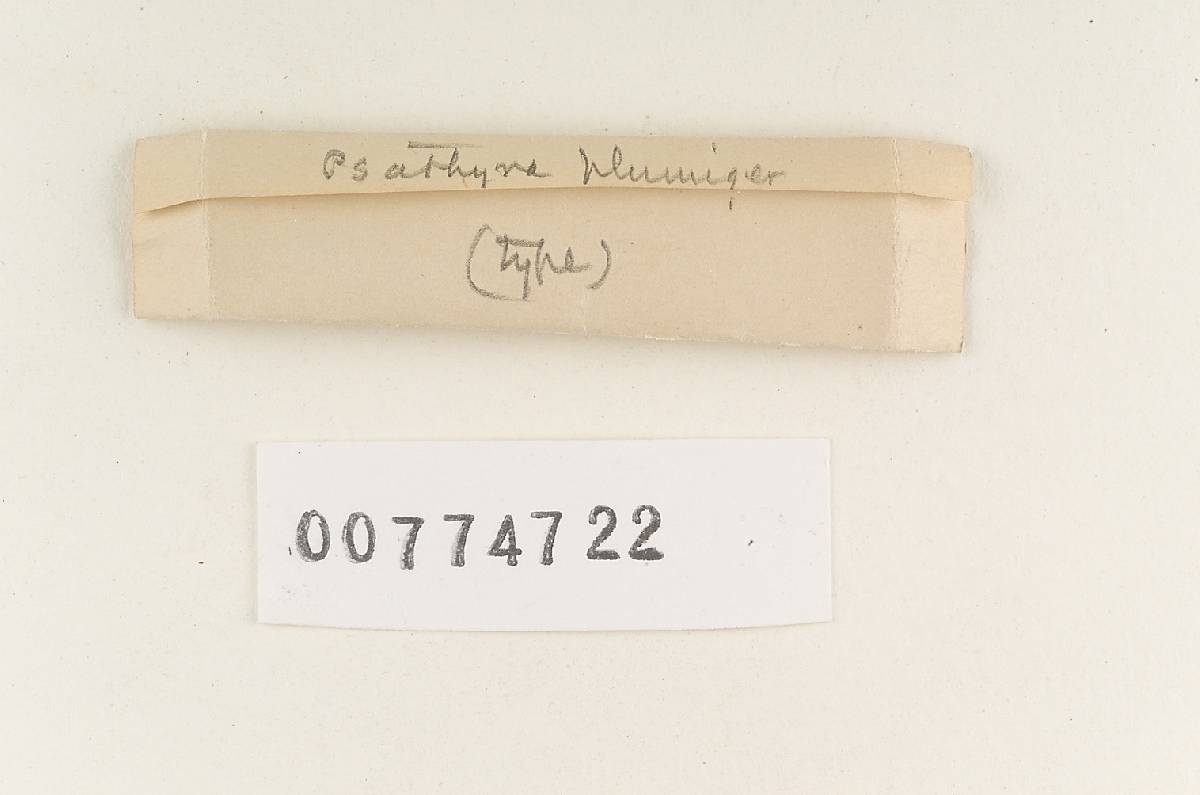 Psathyra plumiger
(type)
00774722